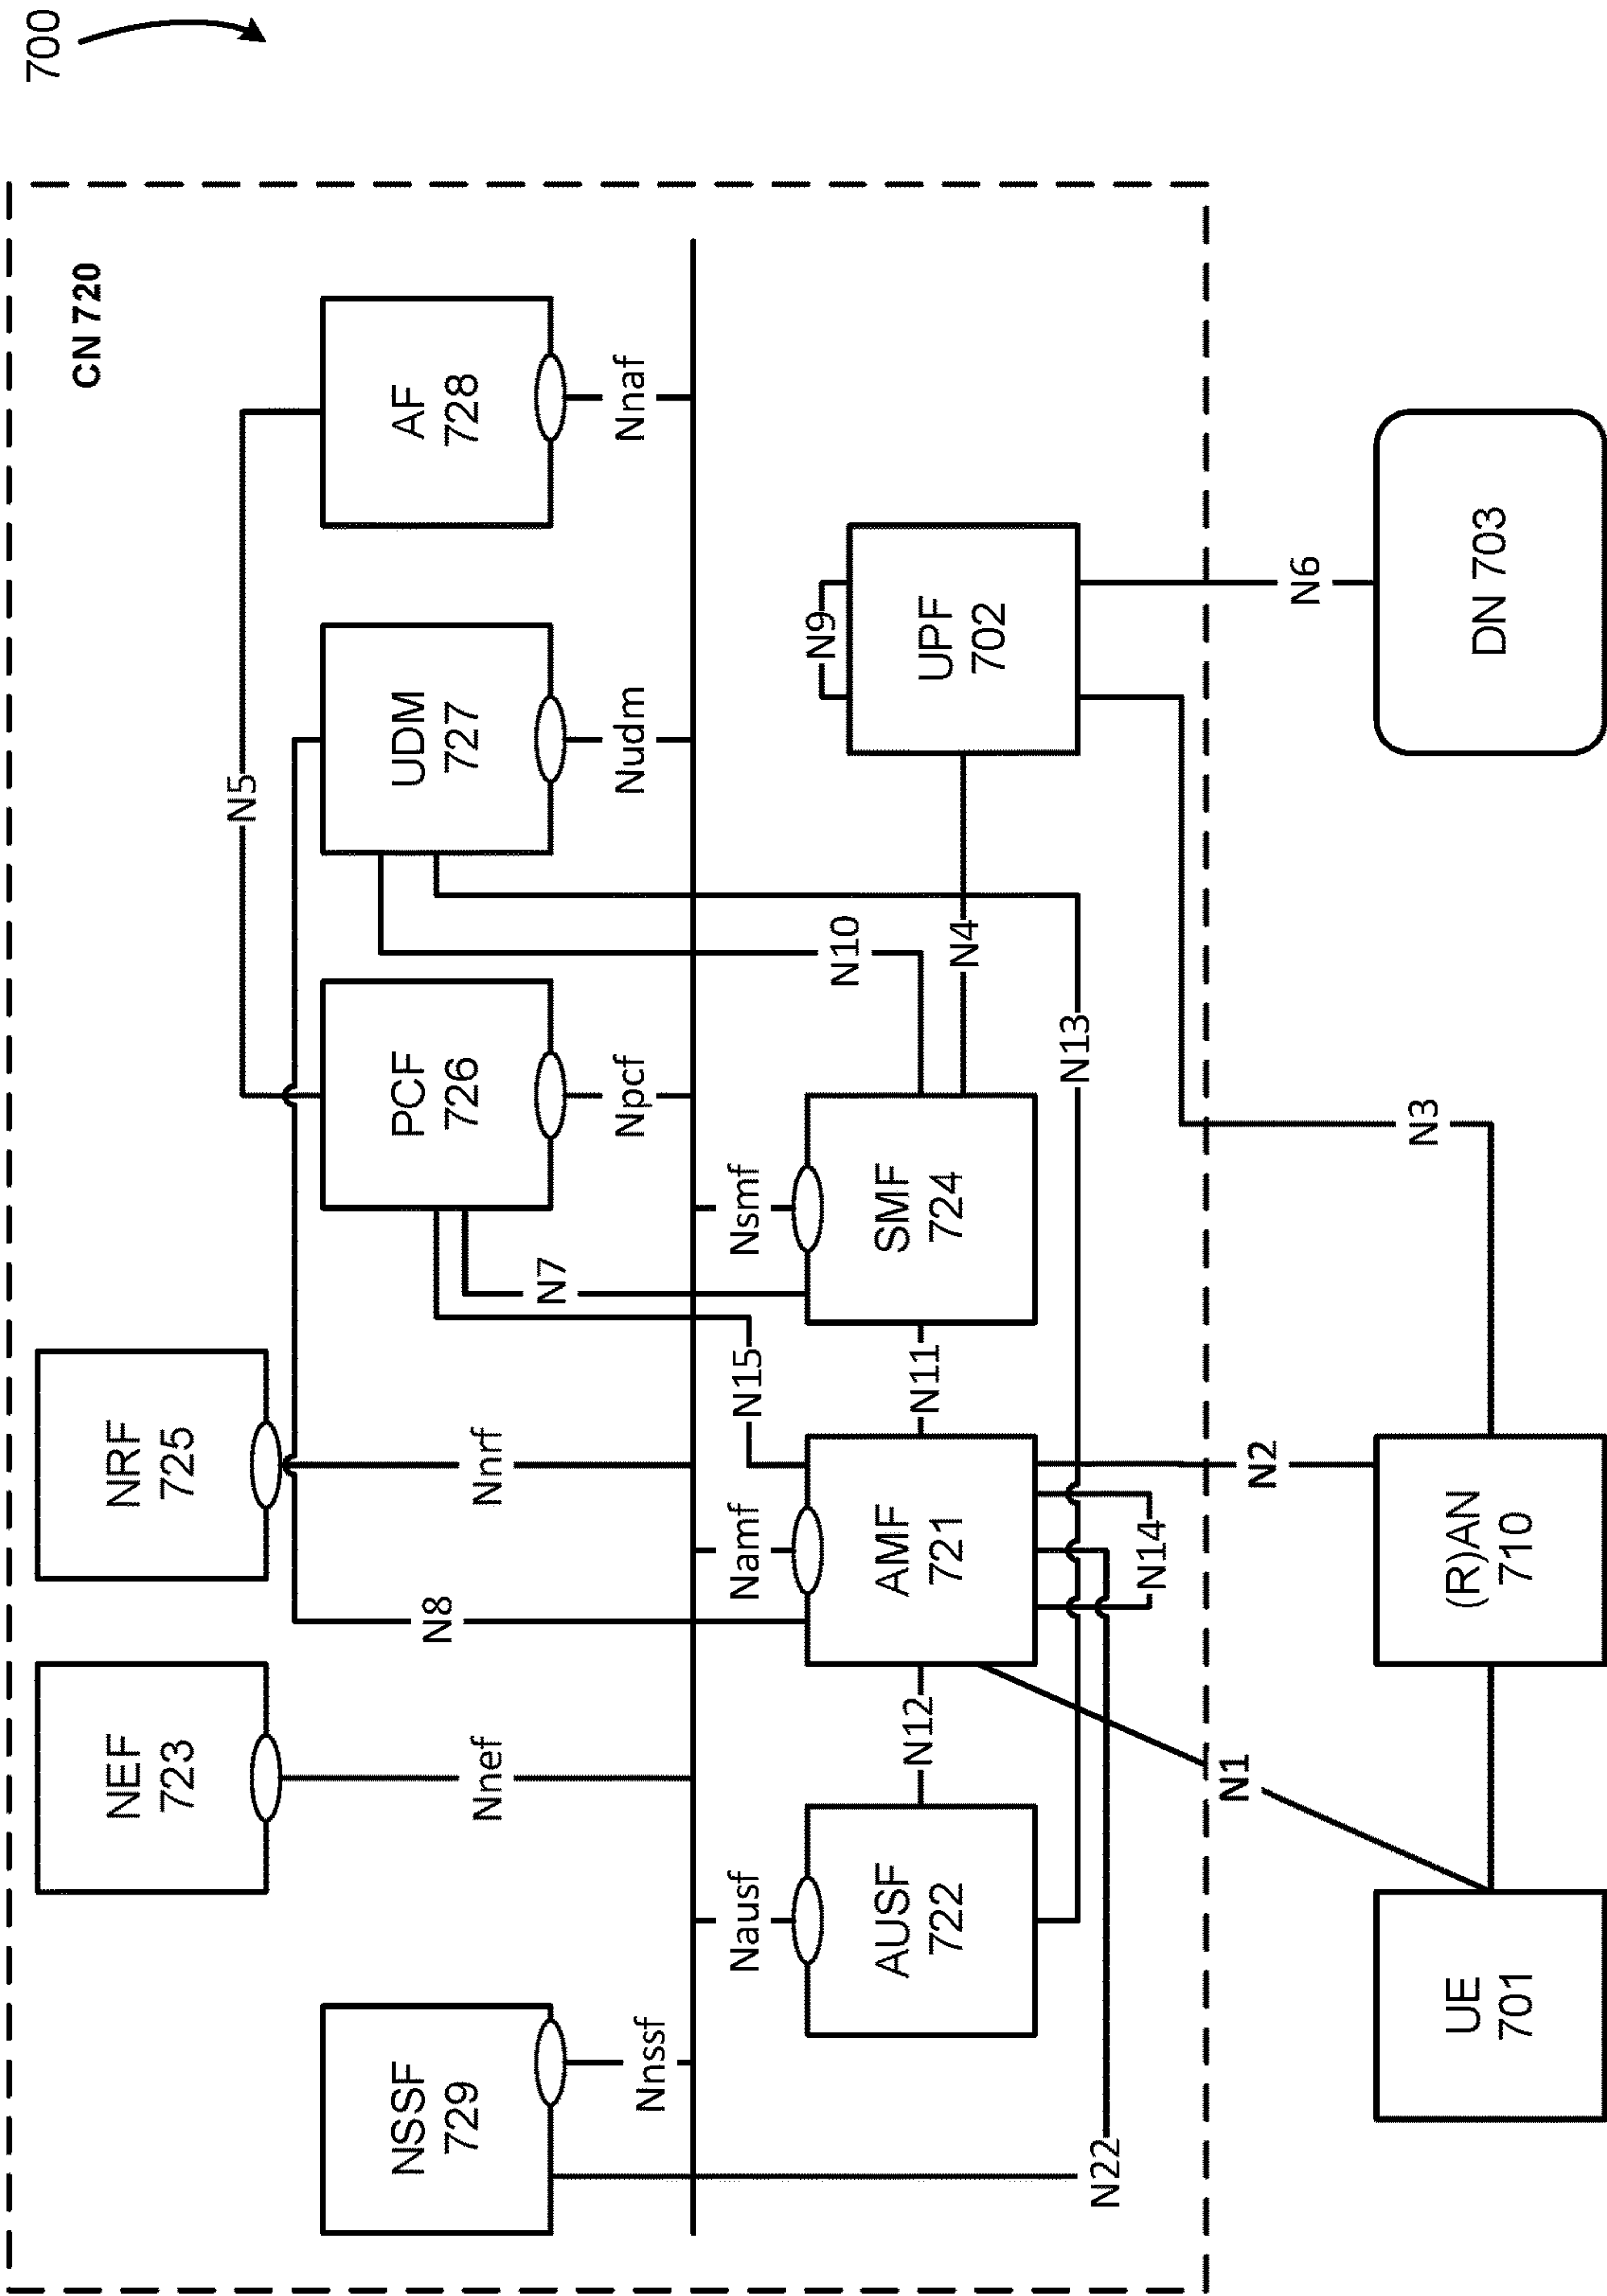 700
CN 720
NEF
723
NRF
725
N5
N8
NSSF
729
PCF
726
UDM
727
AF
728
Nnef
Nnrf
N7
Nnssf
Npcf
Nudm
Nnaf
Nausf
Namf
N15
Nsmf
N10
N9
AUSF
722
N12
AMF
721
N11
SMF
724
N4
UPF
702
N13
N22
N14
N1
N2
N3
N6
UE
701
(R)AN
710
DN 703